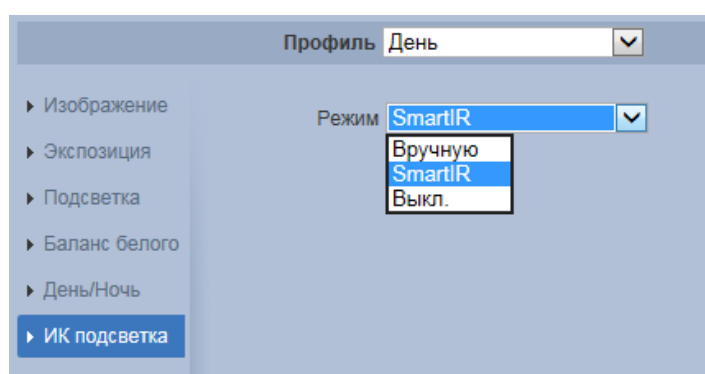 Профиль День
Изображение
Экспозиция
Подсветка
Баланс белого
День/Ночь
ИК подсветка
Режим SmartIR
Вручную
SmartIR
Выкл.